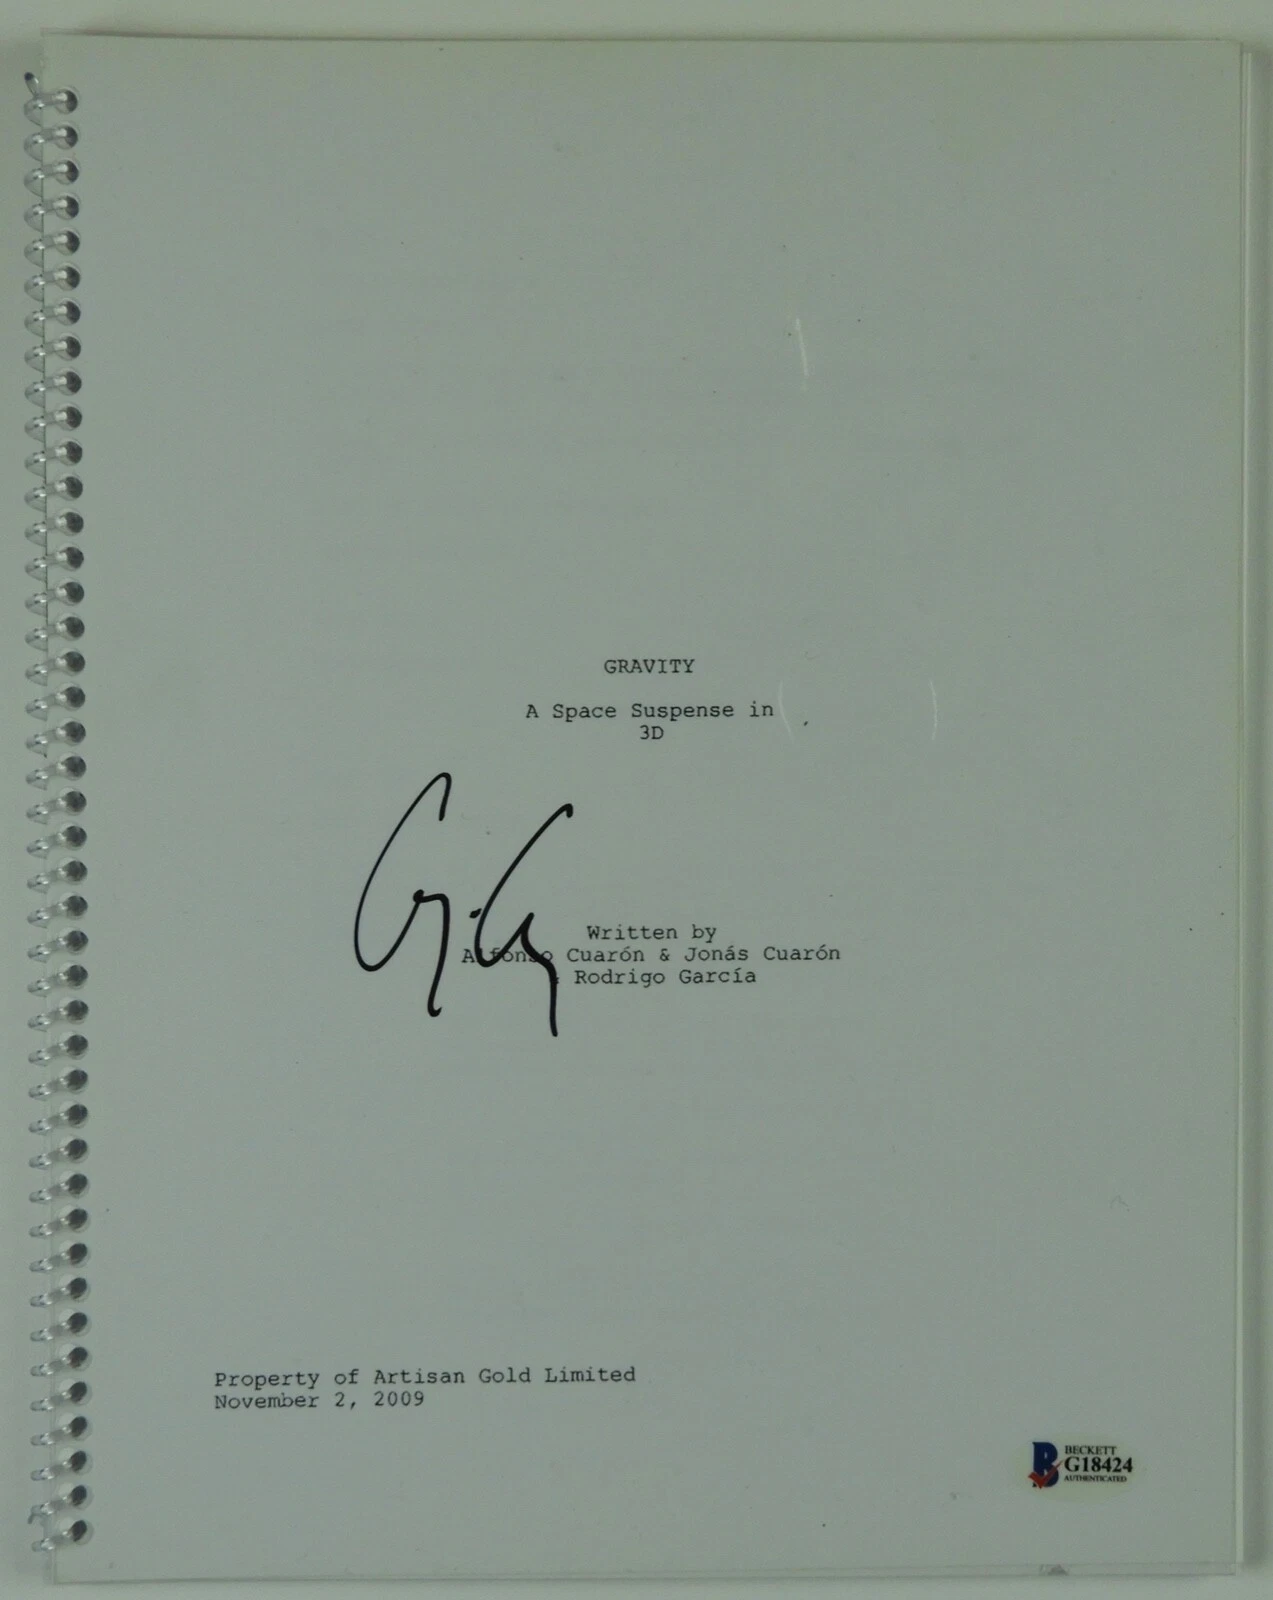 GRAVITY
A Space Suspense in
3D
Written by
Alfonso Cuarón & Jonás Cuarón
& Rodrigo García
Property of Artisan Gold Limited
November 2, 2009
BECKETT
G18424
AUTHENTICATED